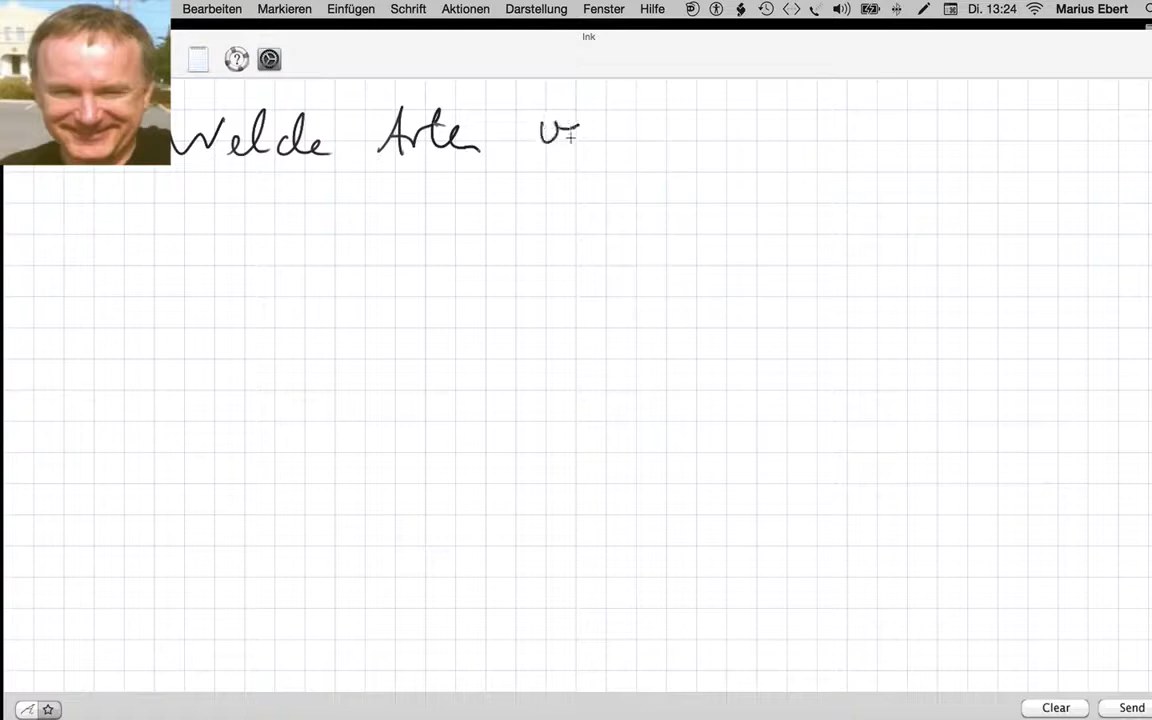 Bearbeiten Markieren Einfügen Schrift Aktionen Darstellung Fenster Hilfe Di. 13:24 Marius Ebert
Ink
Welche Arten v
Clear Send